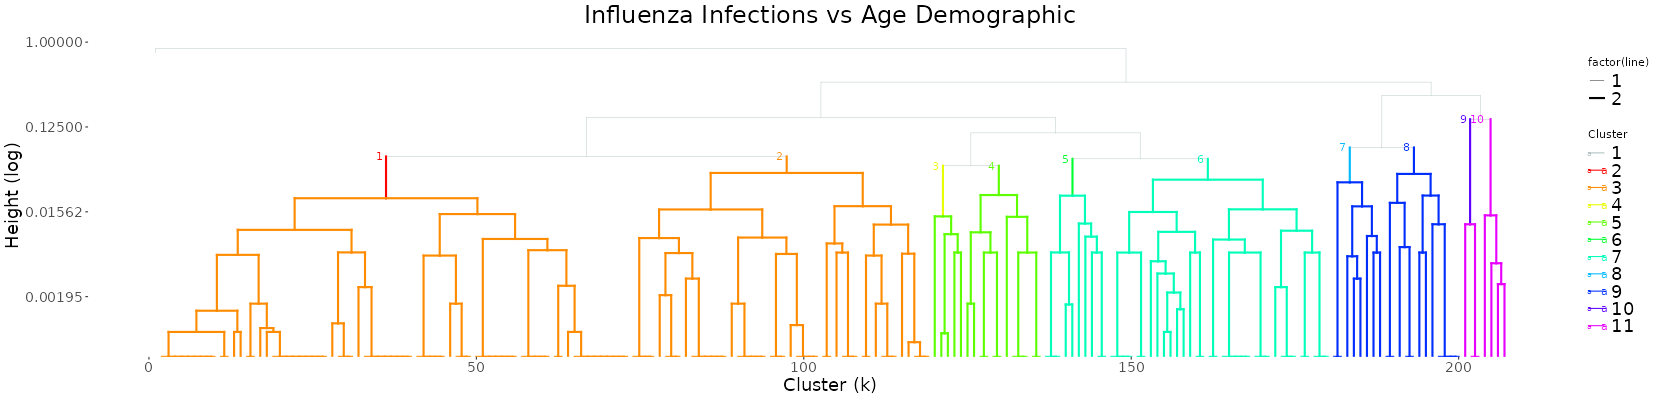 Influenza Infections vs Age Demographic
1.00000
0.12500
0.01562
0.00195
Height (log)
1 2 3 4 5 6 7 8 9 10
0 50 100 150 200
Cluster (k)
factor(line)
1
2
Cluster
a a 1
a a 2
a a 3
a a 4
a a 5
a a 6
a a 7
a a 8
a a 9
a a 10
a a 11